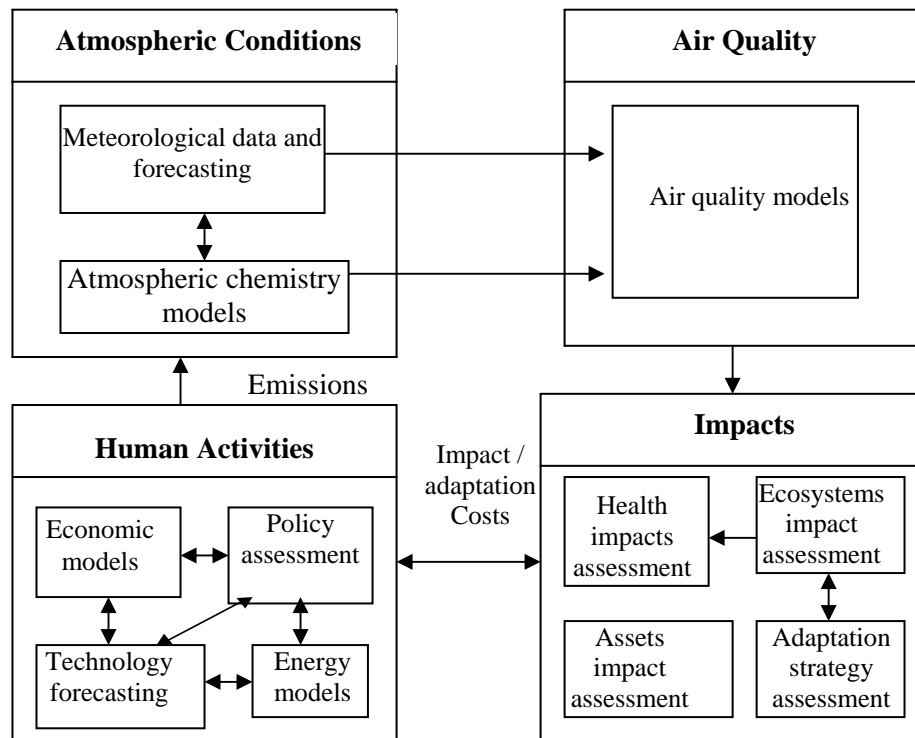 Atmospheric Conditions
Meteorological data and
forecasting
Atmospheric chemistry
models
Air Quality
Air quality models
Emissions
Human Activities
Economic
models
Policy
assessment
Technology
forecasting
Energy
models
Impact /
adaptation
Costs
Impacts
Health
impacts
assessment
Ecosystems
impact
assessment
Assets
impact
assessment
Adaptation
strategy
assessment